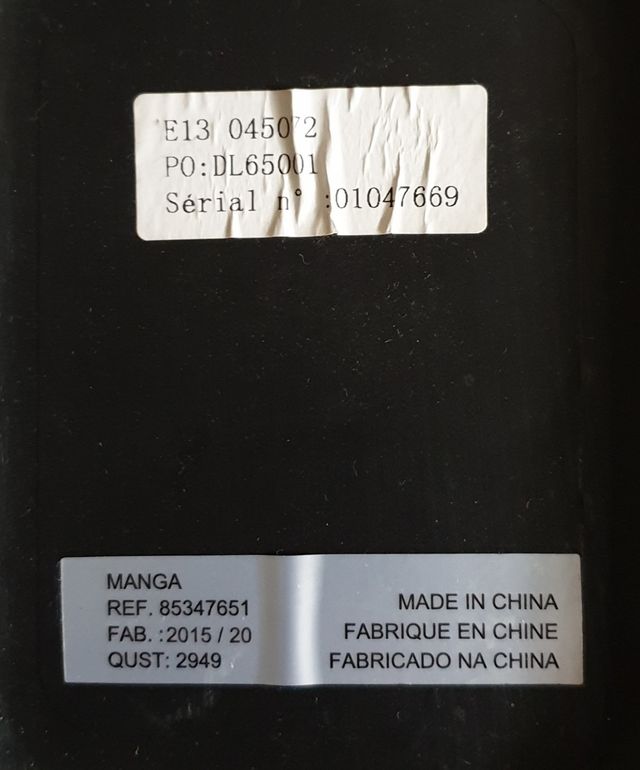 E13 045072
PO:DL65001
Sérial n° :01047669
MANGA
REF. 85347651
FAB. :2015 / 20
QUST: 2949
MADE IN CHINA
FABRIQUE EN CHINE
FABRICADO NA CHINA